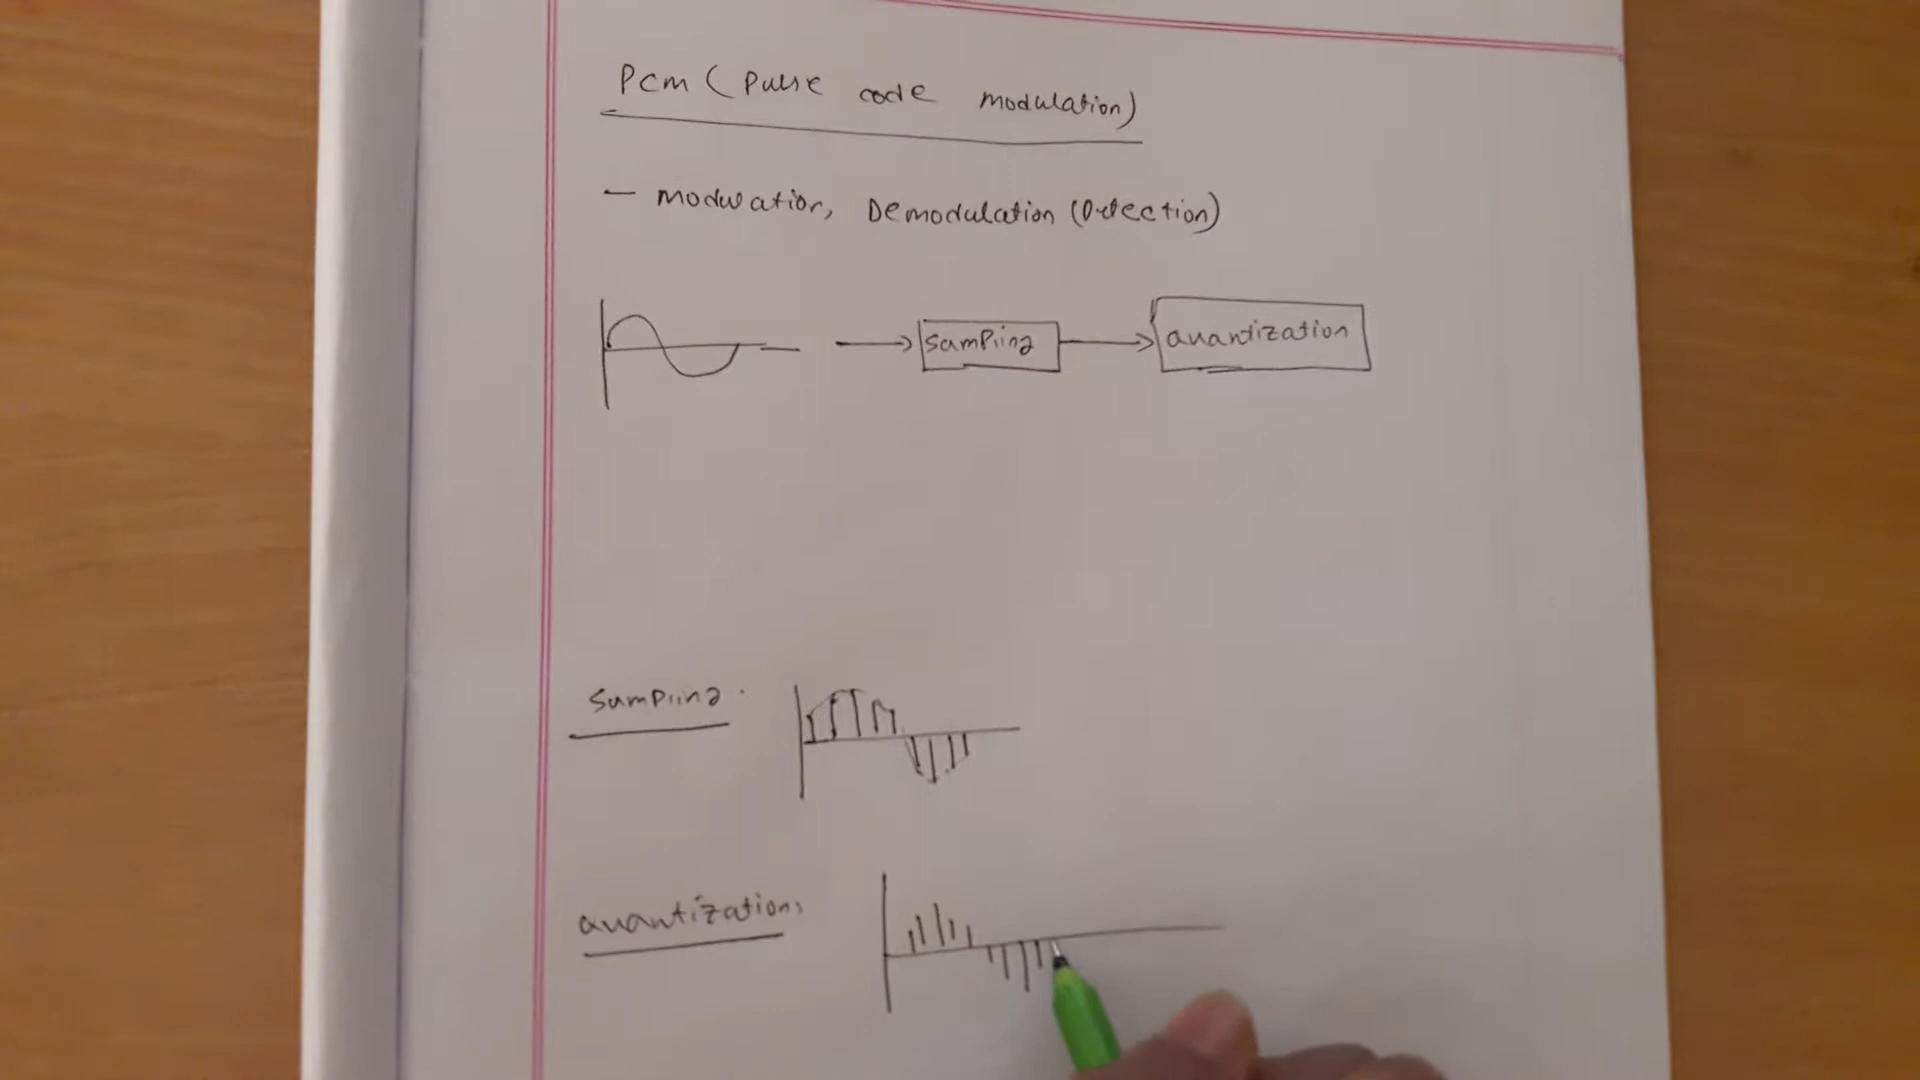 PCM (Pulse code modulation)
— modulation, Demodulation (Detection)
sampling
quantization
sampling.
quantization,